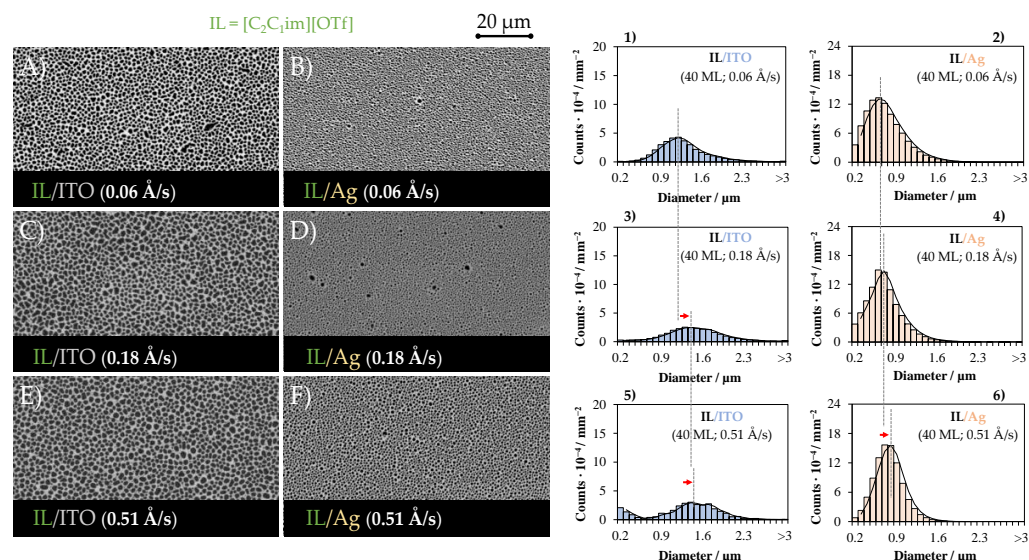 IL = [C₂C₁im][OTf]
20 µm
A)
IL/ITO (0.06 Å/s)
B)
IL/Ag (0.06 Å/s)
C)
IL/ITO (0.18 Å/s)
D)
IL/Ag (0.18 Å/s)
E)
IL/ITO (0.51 Å/s)
F)
IL/Ag (0.51 Å/s)
1)
IL/ITO
(40 ML; 0.06 Å/s)
Counts · 10⁻⁴ / mm⁻²
20
15
10
5
0
0.2 0.9 1.6 2.3 >3
Diameter / µm
2)
IL/Ag
(40 ML; 0.06 Å/s)
Counts · 10⁻⁴ / mm⁻²
24
18
12
6
0
0.2 0.9 1.6 2.3 >3
Diameter / µm
3)
IL/ITO
(40 ML; 0.18 Å/s)
Counts · 10⁻⁴ / mm⁻²
20
15
10
5
0
0.2 0.9 1.6 2.3 >3
Diameter / µm
4)
IL/Ag
(40 ML; 0.18 Å/s)
Counts · 10⁻⁴ / mm⁻²
24
18
12
6
0
0.2 0.9 1.6 2.3 >3
Diameter / µm
5)
IL/ITO
(40 ML; 0.51 Å/s)
Counts · 10⁻⁴ / mm⁻²
20
15
10
5
0
0.2 0.9 1.6 2.3 >3
Diameter / µm
6)
IL/Ag
(40 ML; 0.51 Å/s)
Counts · 10⁻⁴ / mm⁻²
24
18
12
6
0
0.2 0.9 1.6 2.3 >3
Diameter / µm